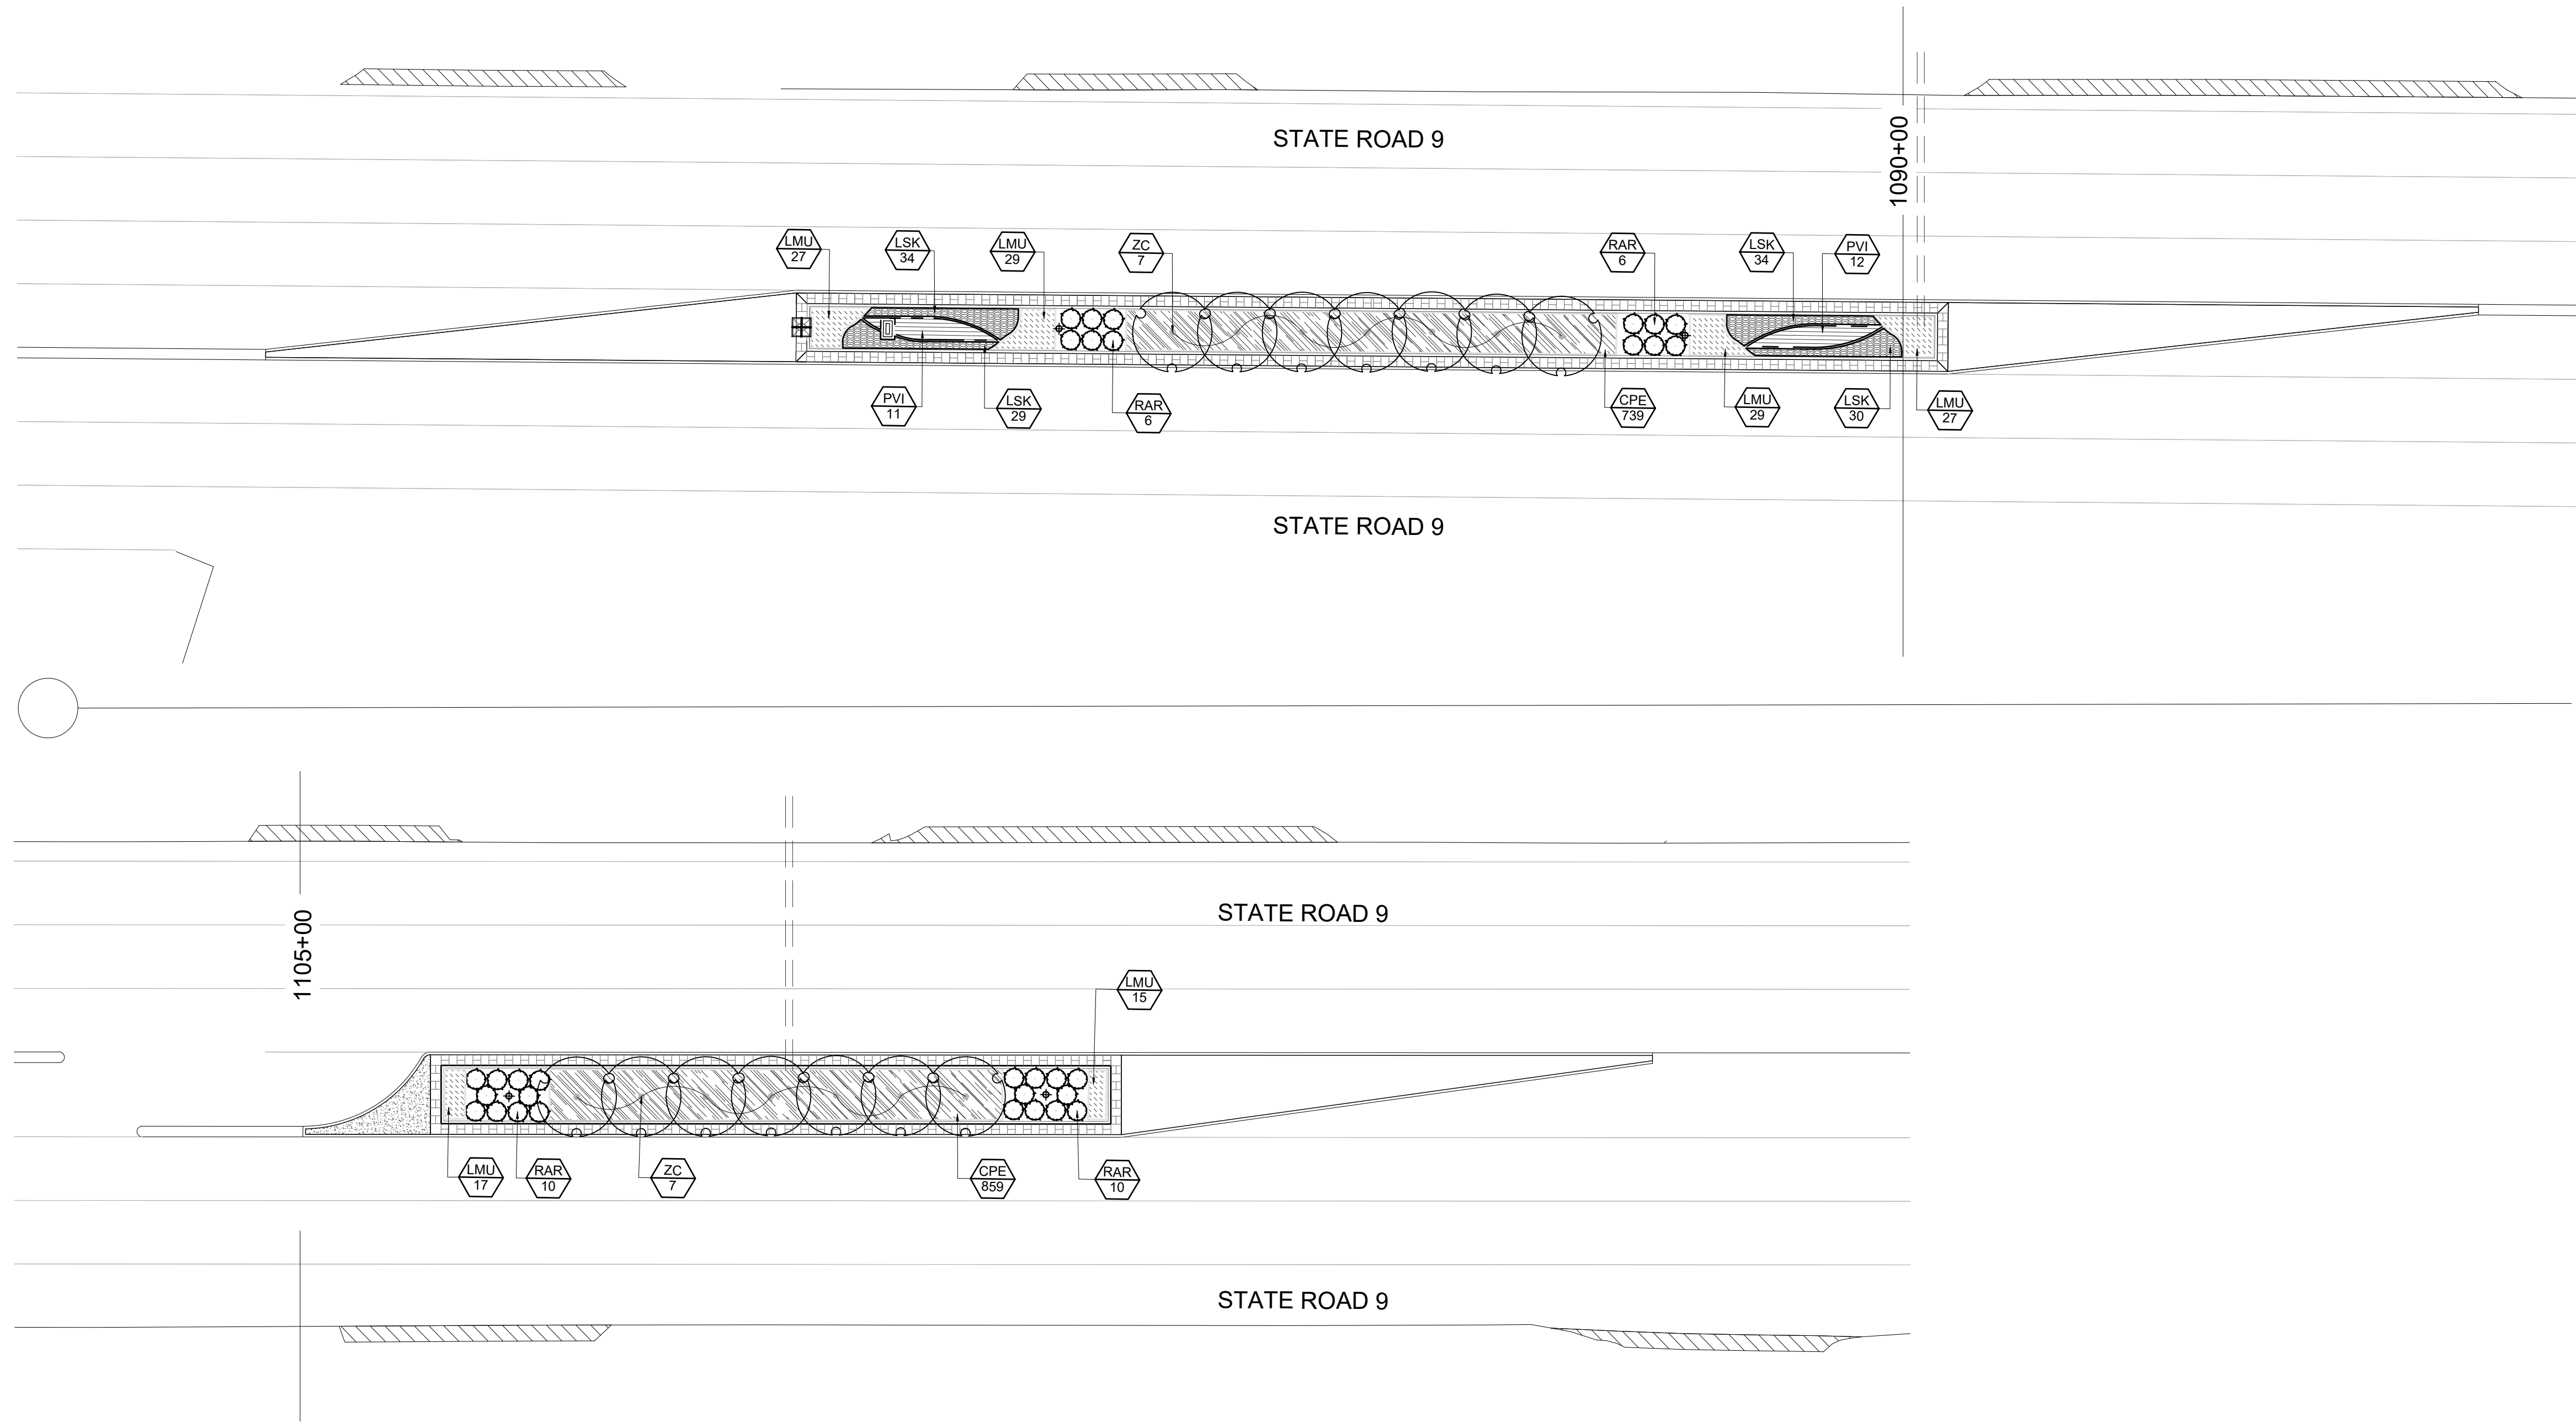 STATE ROAD 9
1090+00
LMU
27
LSK
34
LMU
29
ZC
7
RAR
6
LSK
34
PVI
12
PVI
11
LSK
29
RAR
6
CPE
739
LMU
29
LSK
30
LMU
27
STATE ROAD 9
STATE ROAD 9
1105+00
LMU
15
LMU
17
RAR
10
ZC
7
CPE
859
RAR
10
STATE ROAD 9